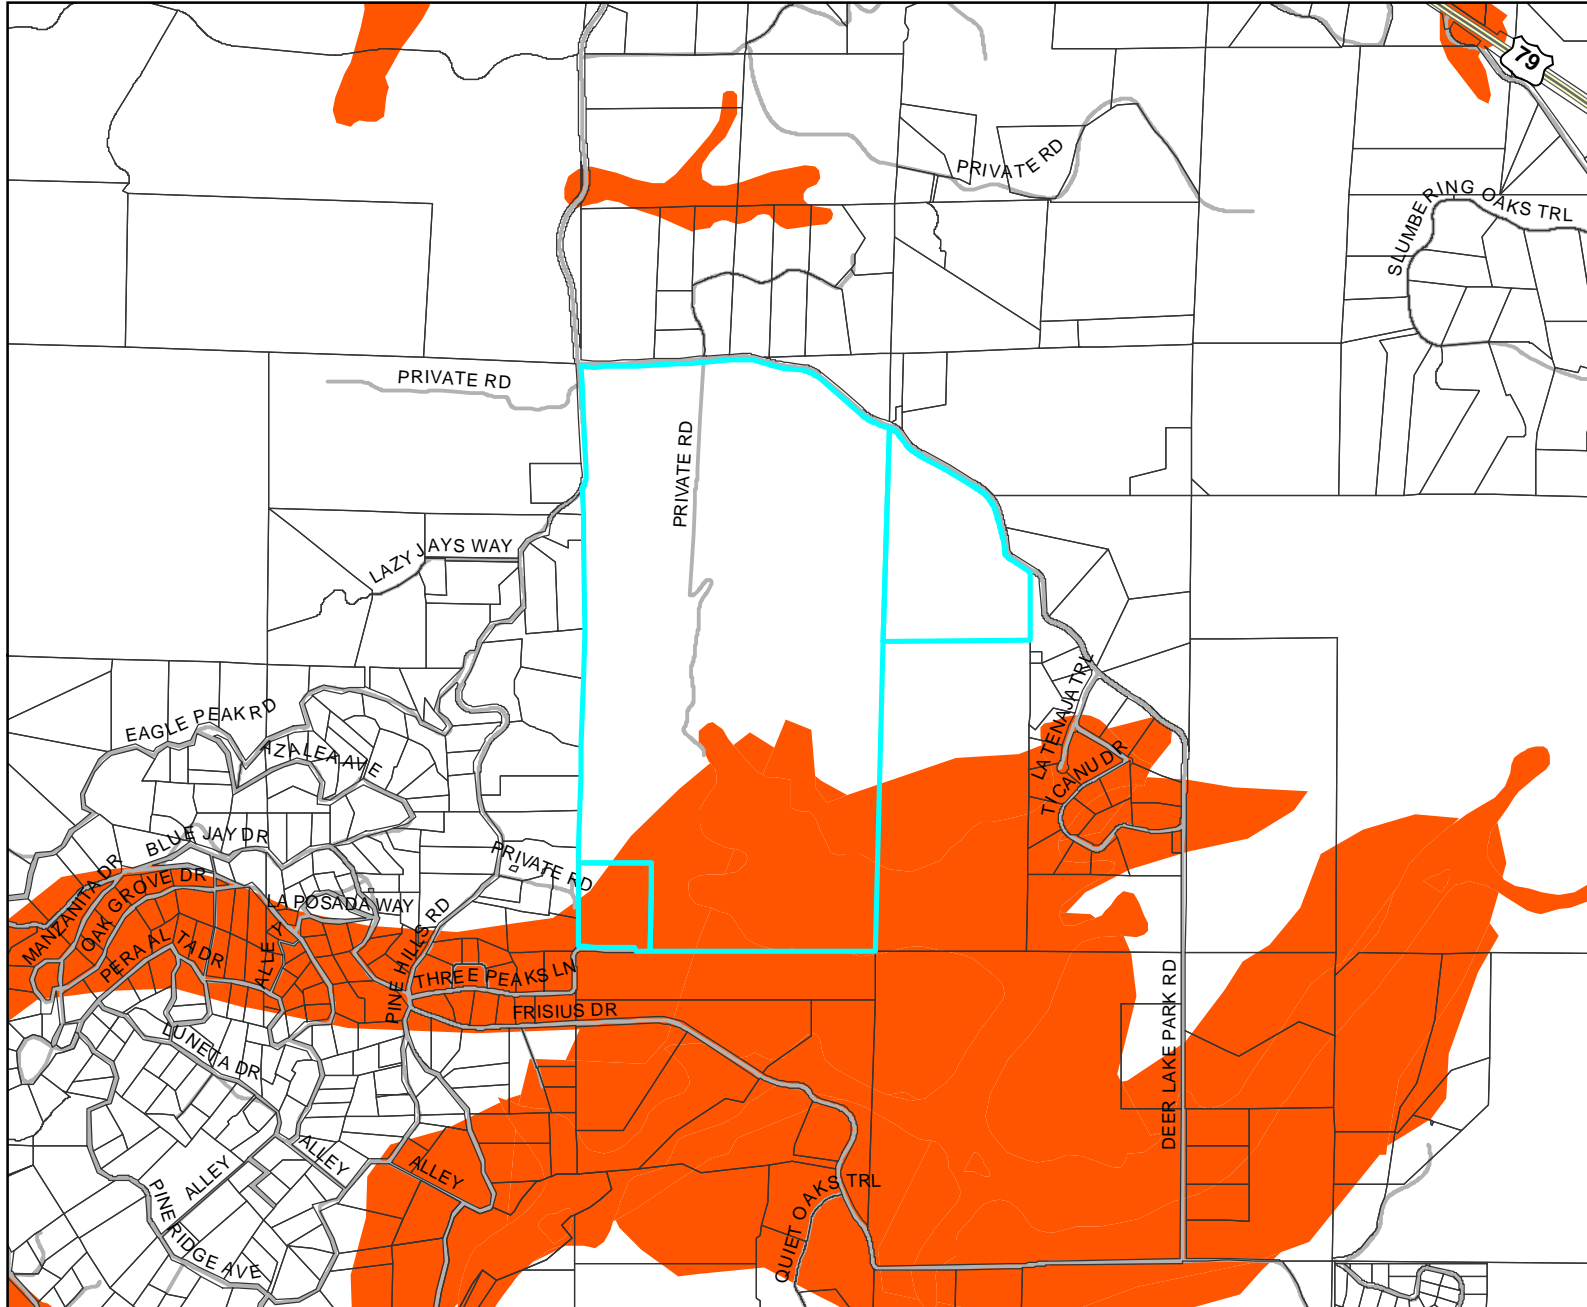 79
PRIVATE RD
SLUMBERING OAKS TRL
PRIVATE RD
PRIVATE RD
LAZY JAYS WAY
LA TENAJA TRL
EAGLE PEAK RD
AZALEA AVE
TICANU DR
BLUE JAY DR
PRIVATE RD
MANZANITA DR
OAK GROVE DR
LA POSADA WAY
PERA ALTA DR
ALLE
PINE HILLS RD
THREE PEAKS LN
FRISIUS DR
LUNETA DR
DEER LAKE PARK RD
ALLEY
ALLEY
ALLEY
QUIET OAKS TRL
PINE RIDGE AVE